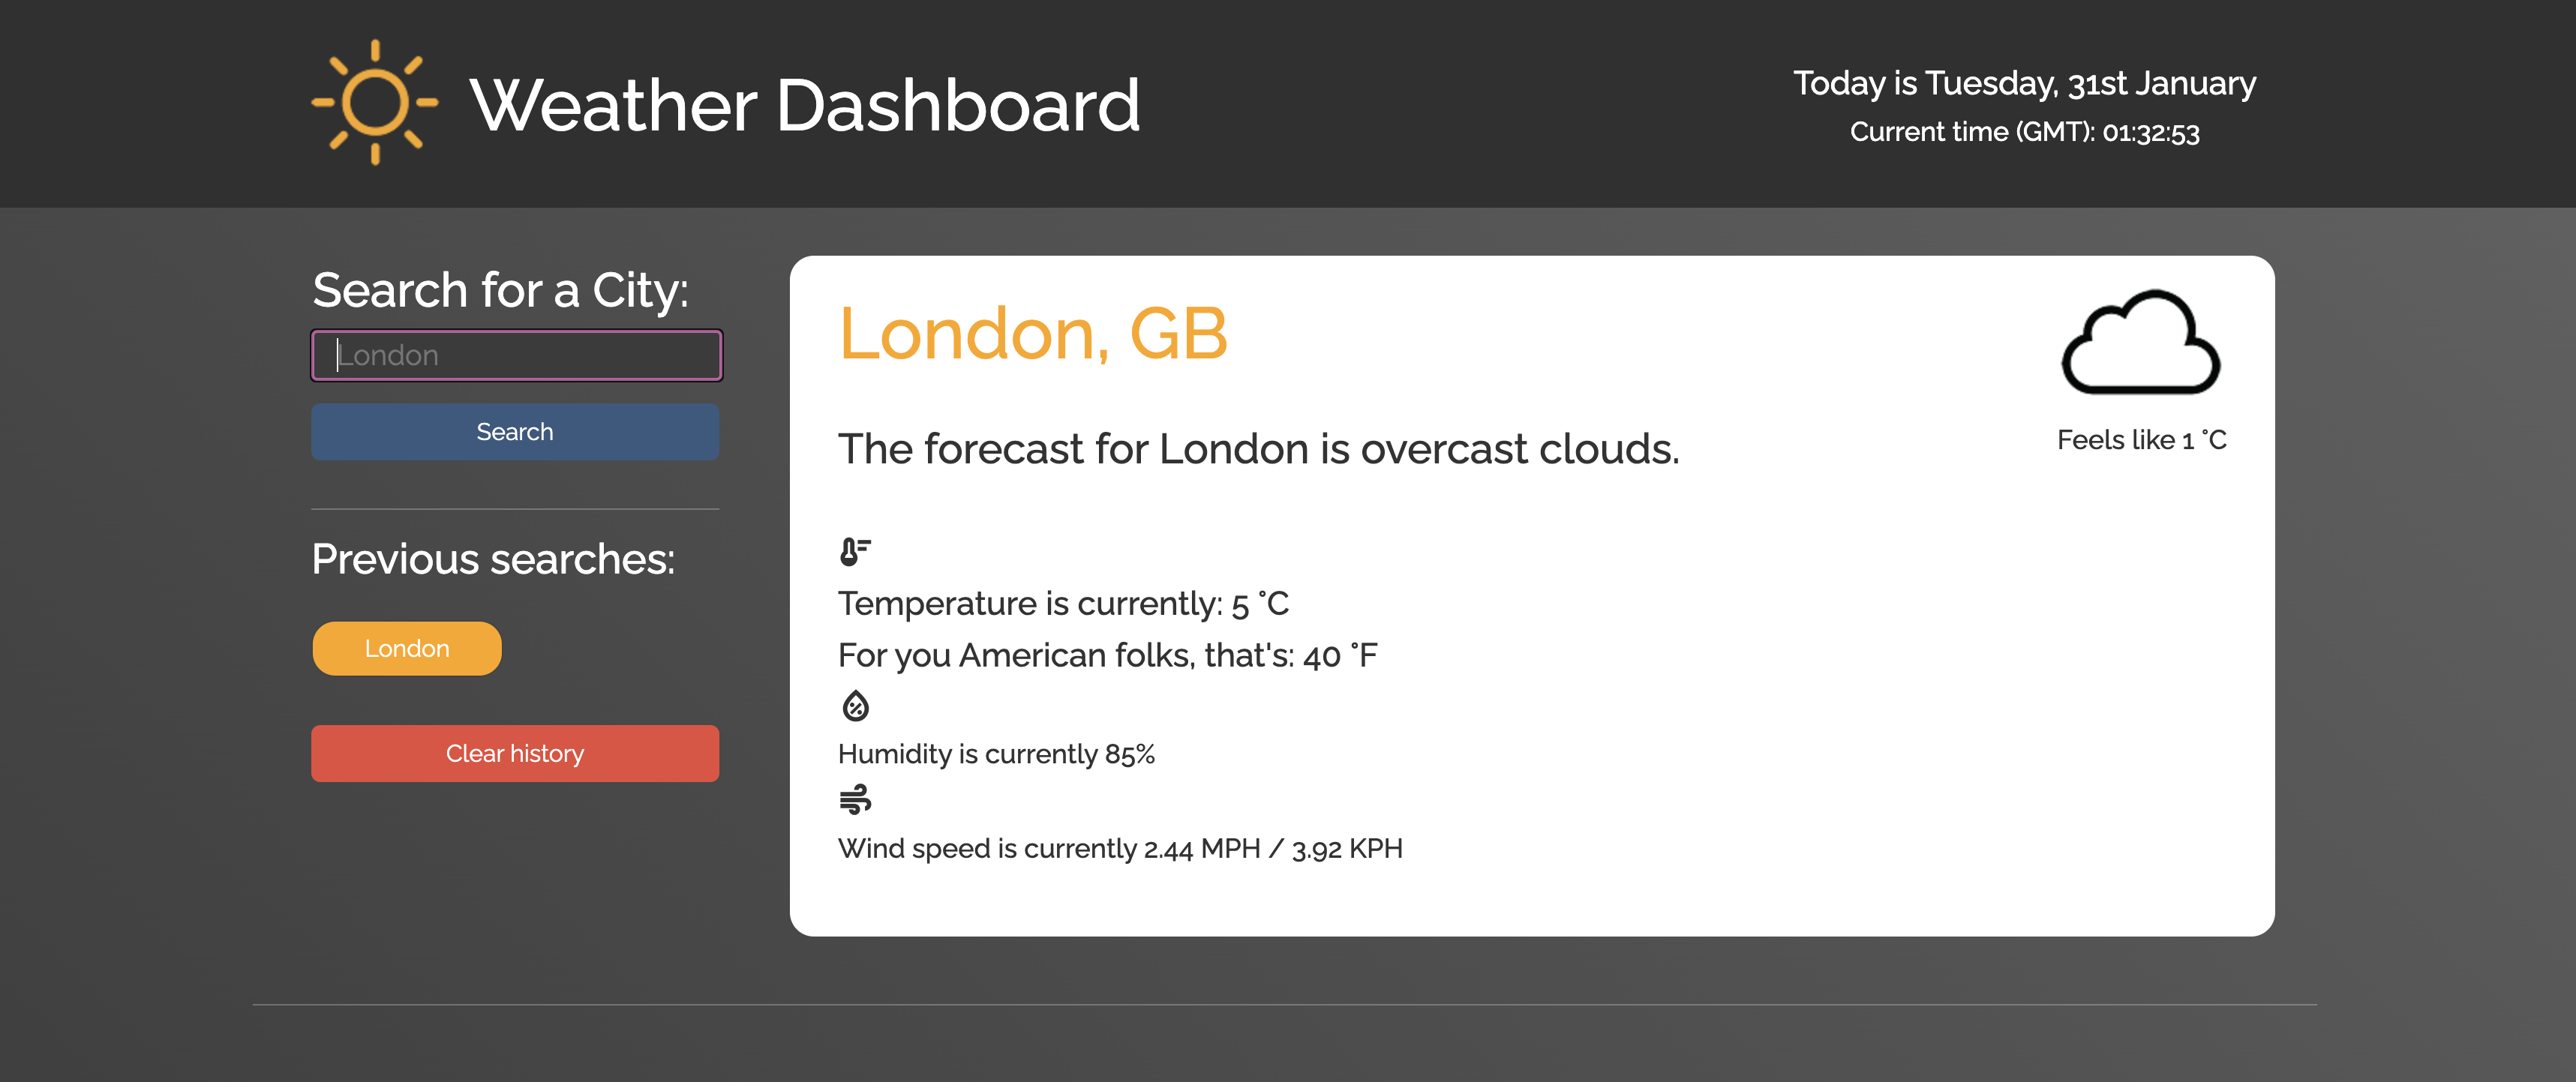 Weather Dashboard
Today is Tuesday, 31st January
Current time (GMT): 01:32:53
Search for a City:
London
Search
Previous searches:
London
Clear history
London, GB
Feels like 1 °C
The forecast for London is overcast clouds.
Temperature is currently: 5 °C
For you American folks, that's: 40 °F
Humidity is currently 85%
Wind speed is currently 2.44 MPH / 3.92 KPH